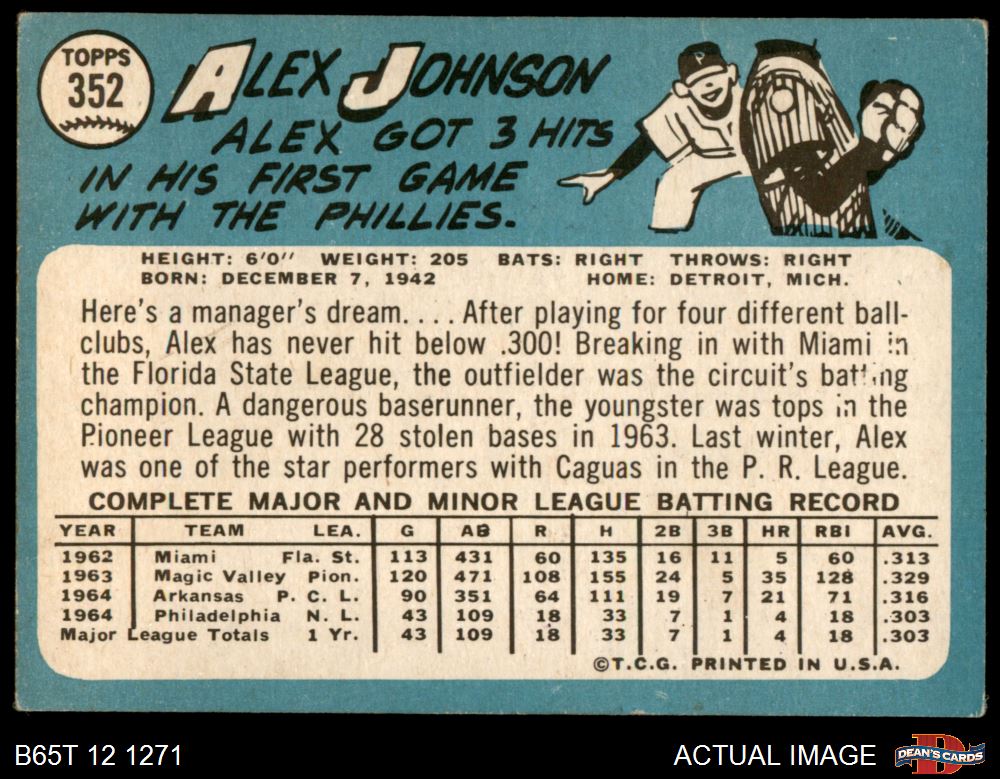 TOPPS
352
ALEX JOHNSON
ALEX GOT 3 HITS
IN HIS FIRST GAME
WITH THE PHILLIES.
P
HEIGHT: 6'0" WEIGHT: 205 BATS: RIGHT THROWS: RIGHT
BORN: DECEMBER 7, 1942 HOME: DETROIT, MICH.
Here's a manager's dream. . . . After playing for four different ball-
clubs, Alex has never hit below .300! Breaking in with Miami in
the Florida State League, the outfielder was the circuit's batting
champion. A dangerous baserunner, the youngster was tops in the
Pioneer League with 28 stolen bases in 1963. Last winter, Alex
was one of the star performers with Caguas in the P. R. League.
COMPLETE MAJOR AND MINOR LEAGUE BATTING RECORD
YEAR TEAM LEA. G AB R H 2B 3B HR RBI AVG.
1962 Miami Fla. St. 113 431 60 135 16 11 5 60 .313
1963 Magic Valley Pion. 120 471 108 155 24 5 35 128 .329
1964 Arkansas P. C. L. 90 351 64 111 19 7 21 71 .316
1964 Philadelphia N. L. 43 109 18 33 7 1 4 18 .303
Major League Totals 1 Yr. 43 109 18 33 7 1 4 18 .303
©T.C.G. PRINTED IN U.S.A.
B65T 12 1271 ACTUAL IMAGE
D
DEAN'S CARDS